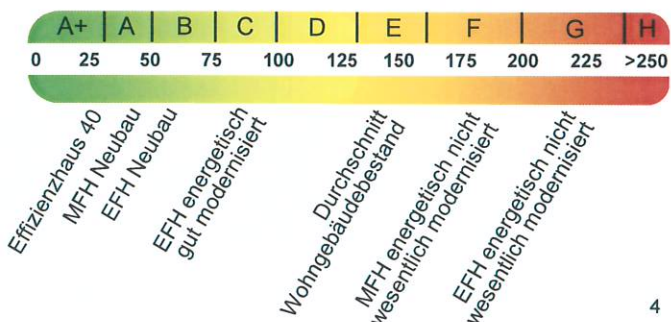 A+ A B C D E F G H
0 25 50 75 100 125 150 175 200 225 >250
Effizienzhaus 40
MFH Neubau
EFH Neubau
EFH energetisch
gut modernisiert
Durchschnitt
Wohngebäudebestand
MFH energetisch nicht
wesentlich modernisiert
EFH energetisch nicht
wesentlich modernisiert
4